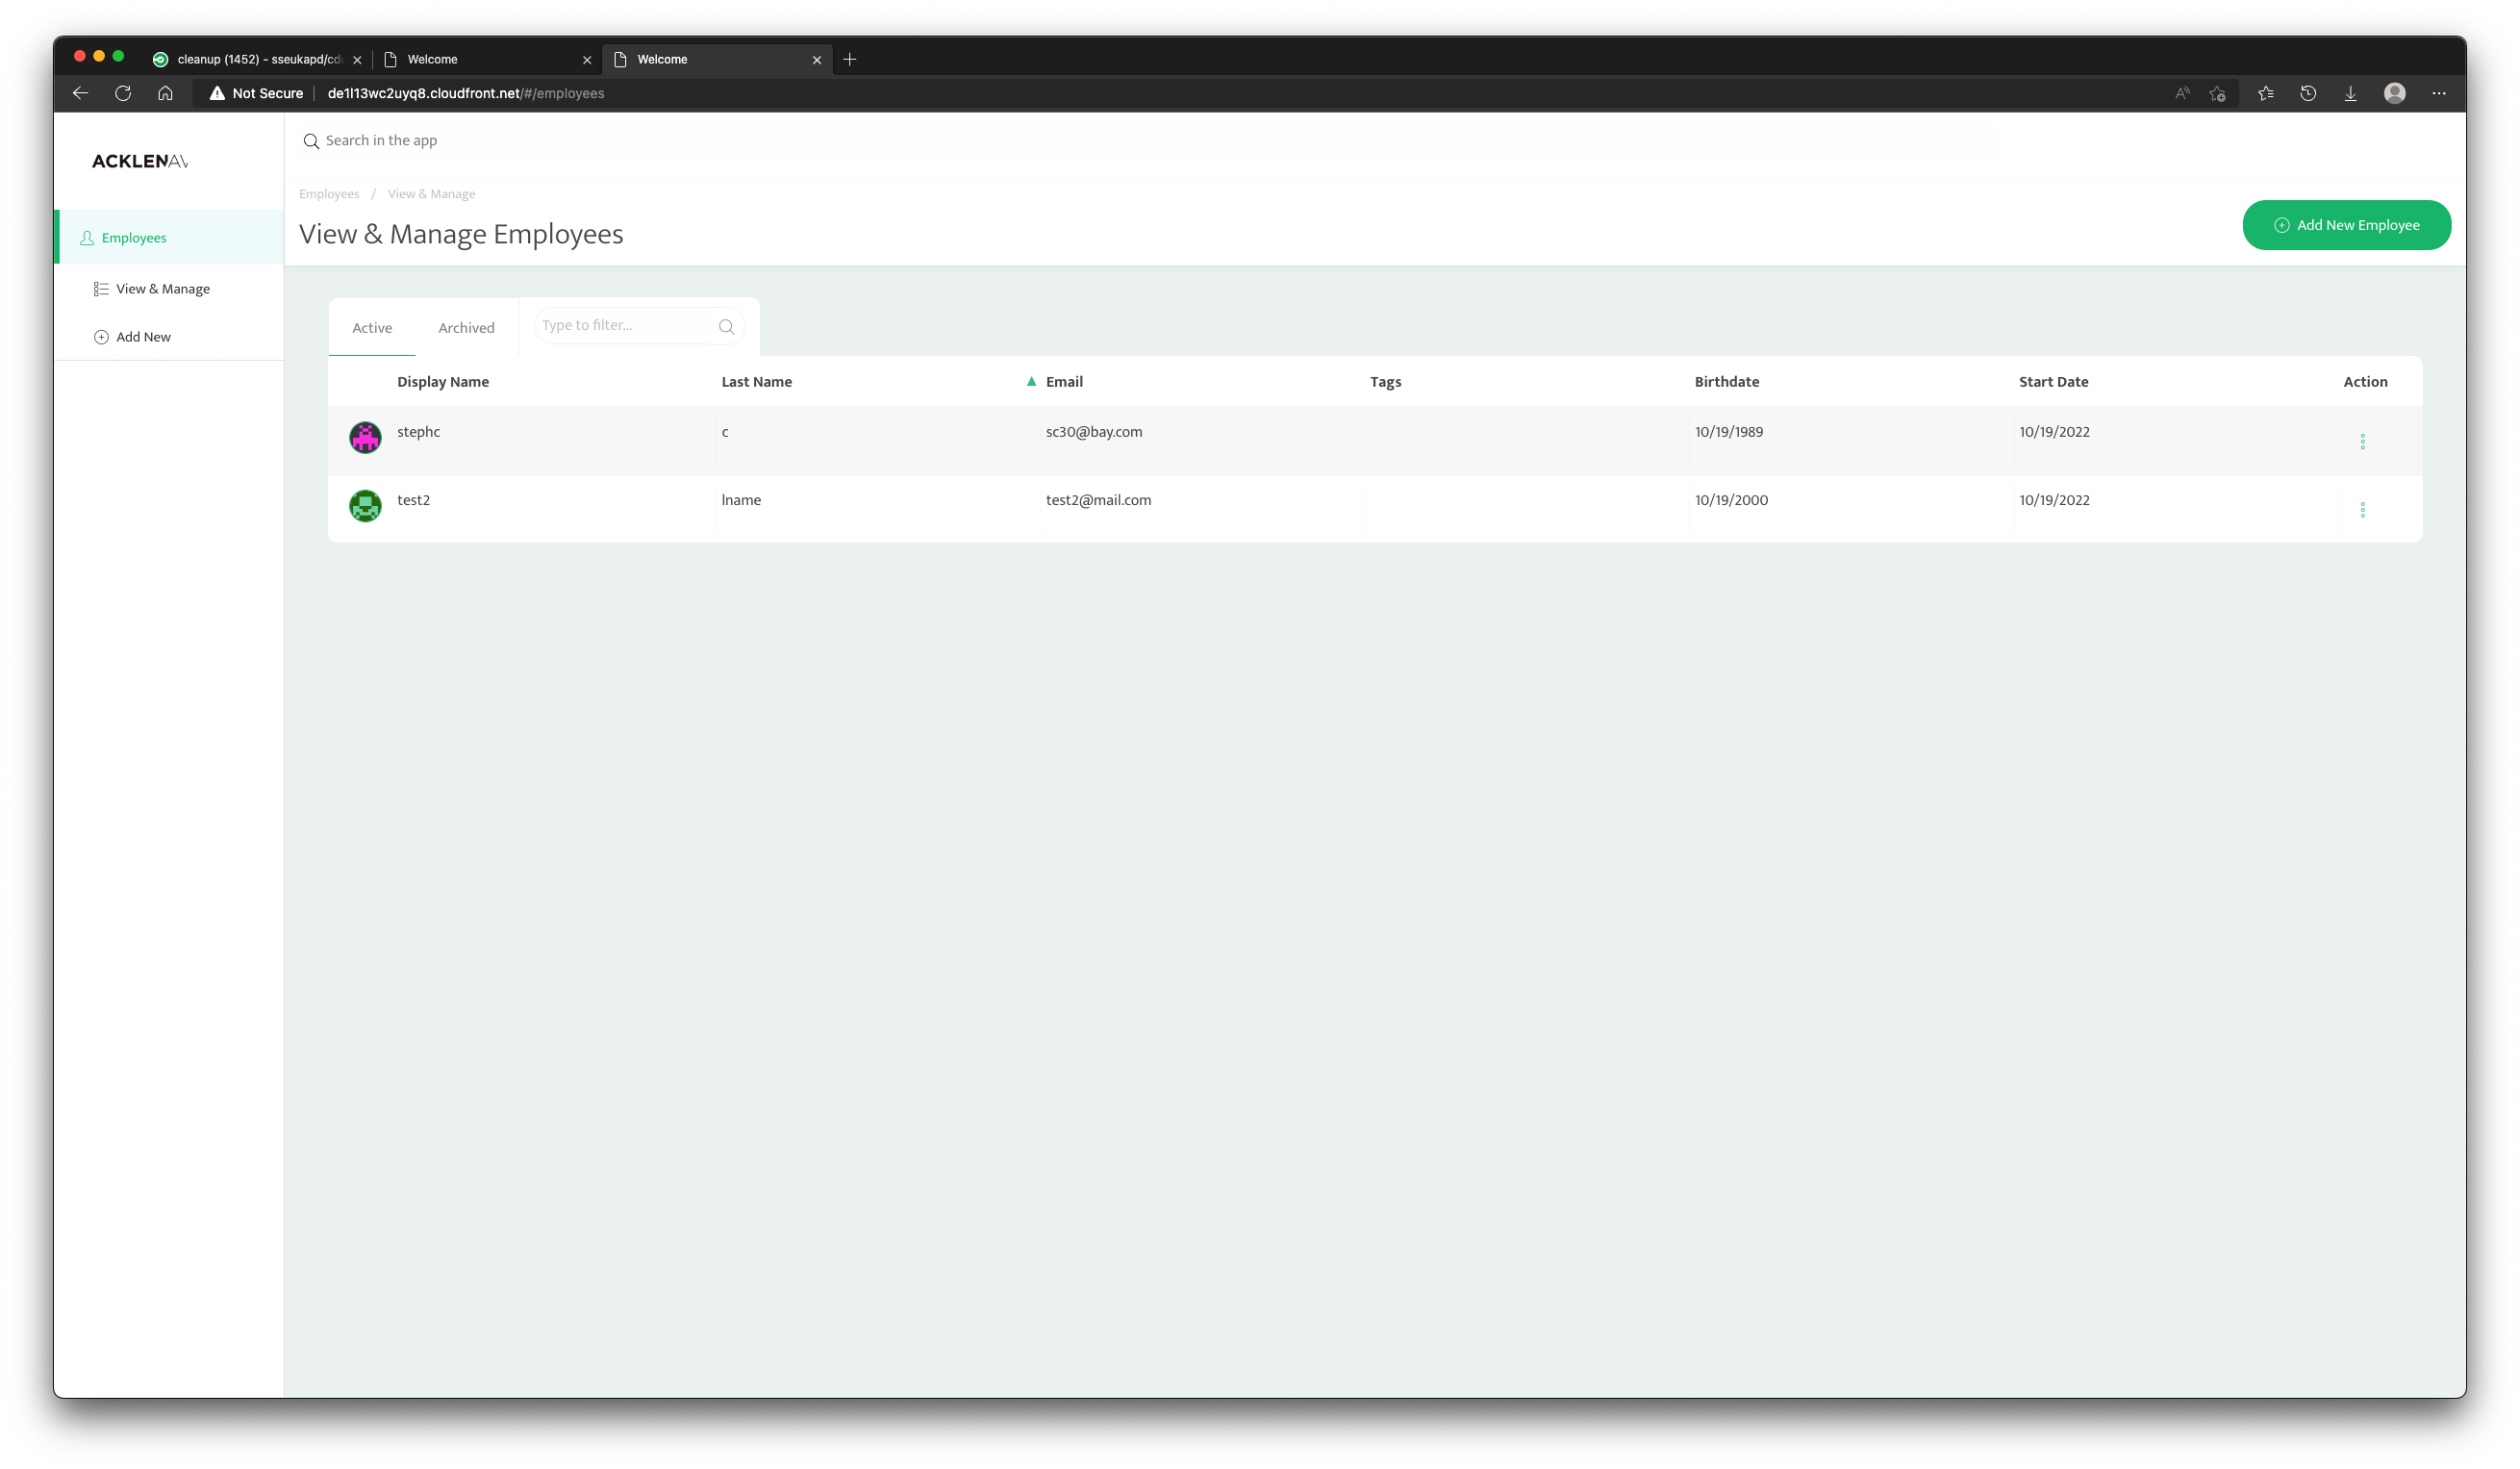 cleanup (1452) - sseukapd/cd
Welcome
Welcome
Not Secure
de1l13wc2uyq8.cloudfront.net/#/employees
ACKLENAV
Search in the app
Employees / View & Manage
View & Manage Employees
Add New Employee
Employees
View & Manage
Add New
Active Archived Type to filter...
Display Name Last Name Email Tags Birthdate Start Date Action
stephc c sc30@bay.com 10/19/1989 10/19/2022
test2 lname test2@mail.com 10/19/2000 10/19/2022